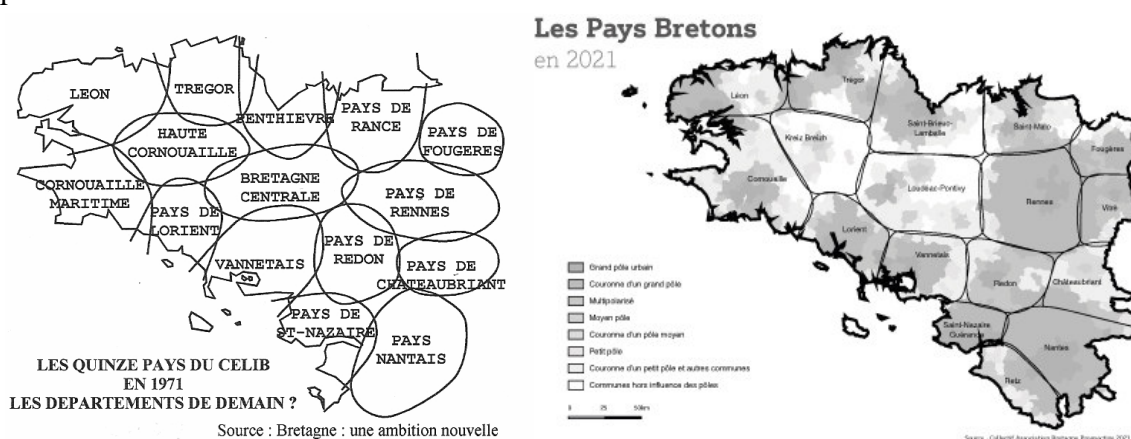 LEON
TREGOR
PENTHIEVRE
PAYS DE
RANCE
PAYS DE
FOUGERES
HAUTE
CORNOUAILLE
BRETAGNE
CENTRALE
CORNOUAILLE
MARITIME
PAYS DE
LORIENT
PAYS DE
RENNES
PAYS DE
REDON
VANNETAIS
PAYS DE
CHATEAUBRIANT
PAYS DE
ST-NAZAIRE
PAYS
NANTAIS
LES QUINZE PAYS DU CELIB
EN 1971
LES DEPARTEMENTS DE DEMAIN ?
Source : Bretagne : une ambition nouvelle
Les Pays Bretons
en 2021
Léon
Trégor
Saint-Brieuc-
Lamballe
Saint-Malo
Fougères
Kreiz Breizh
Cornouaille
Loudéac-Pontivy
Rennes
Vitré
Lorient
Vannetais
Redon
Châteaubriant
Saint-Nazaire
Guérande
Nantes
Retz
Grand pôle urbain
Couronne d'un grand pôle
Multipolarisé
Moyen pôle
Couronne d'un pôle moyen
Petit pôle
Couronne d'un petit pôle et autres communes
Communes hors influence des pôles
0 25 50km